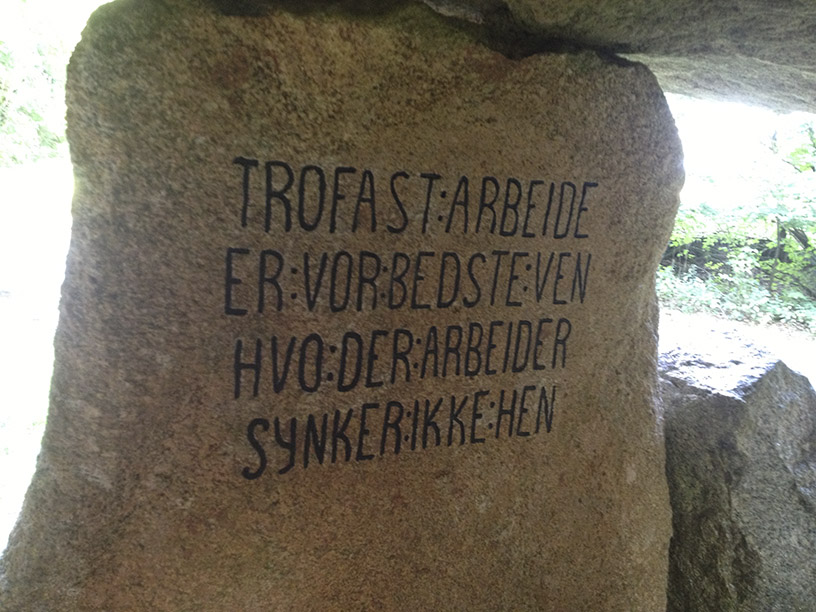 TROFAST:ARBEIDE
ER:VOR:BEDSTE:VEN
HVO:DER:ARBEIDER
SYNKER:IKKE:HEN